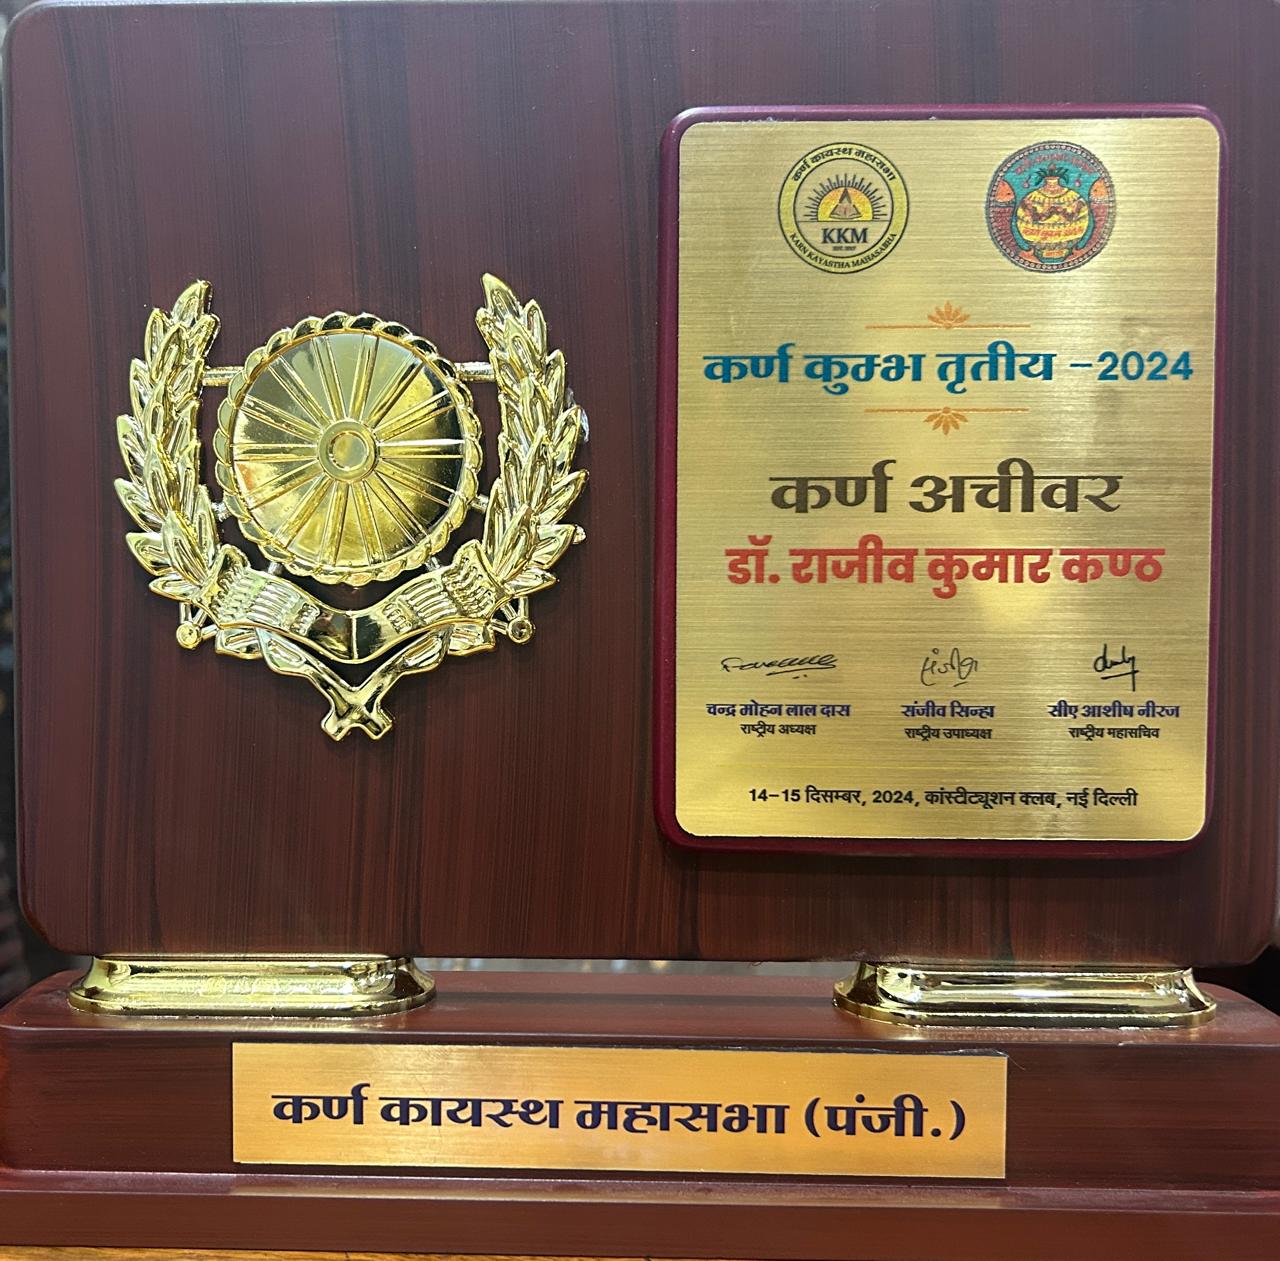 कर्ण कायस्थ महासभा
KKM
KARN KAYASTHA MAHASABHA
कर्ण कुम्भ तृतीय -2024
कर्ण अचीवर
डॉ. राजीव कुमार कण्ठ
संजीव
चन्द्र मोहन लाल दास
राष्ट्रीय अध्यक्ष
संजीव सिन्हा
राष्ट्रीय उपाध्यक्ष
सीए आशीष नीरज
राष्ट्रीय महासचिव
14-15 दिसम्बर, 2024, कांस्टीट्यूशन क्लब, नई दिल्ली
कर्ण कायस्थ महासभा (पंजी.)